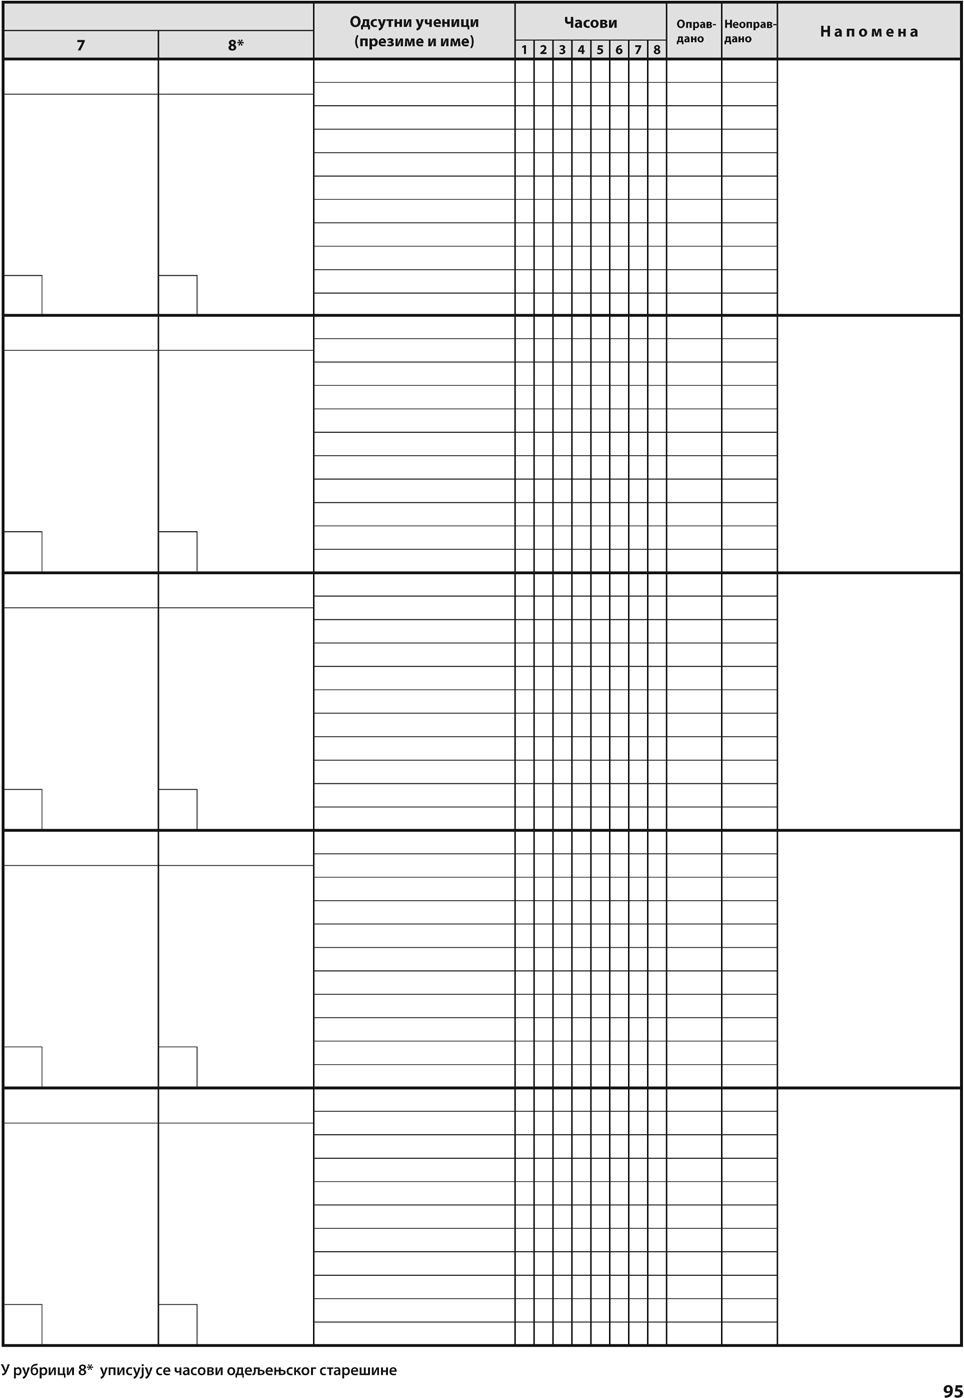 7
8*
Одсутни ученици
(презиме и име)
Часови
1 2 3 4 5 6 7 8
Оправ-
дано
Неоправ-
дано
Напомена
У рубрици 8* уписују се часови одељењског старешине
95